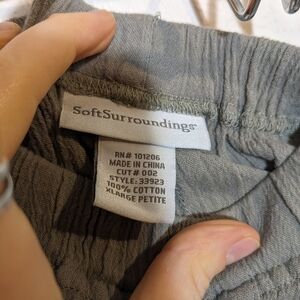 SoftSurroundings
RN# 101206
MADE IN CHINA
CUT# 002
STYLE: 33923
100% COTTON
XLARGE PETITE